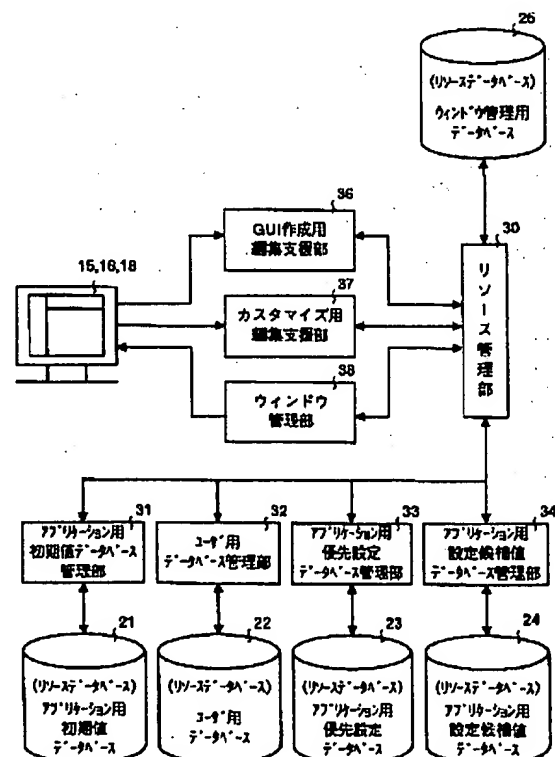 25
(リソースデータベース)
ウィンドウ管理用
データベース
36
GUI作成用
編集支援部
30
リソース管理部
15,16,18
37
カスタマイズ用
編集支援部
38
ウィンドウ
管理部
31
アプリケーション用
初期値データベース
管理部
32
ユーザ用
データベース管理部
33
アプリケーション用
優先設定
データベース管理部
34
アプリケーション用
設定候補値
データベース管理部
21
(リソースデータベース)
アプリケーション用
初期値
データベース
22
(リソースデータベース)
ユーザ用
データベース
23
(リソースデータベース)
アプリケーション用
優先設定
データベース
24
(リソースデータベース)
アプリケーション用
設定候補値
データベース